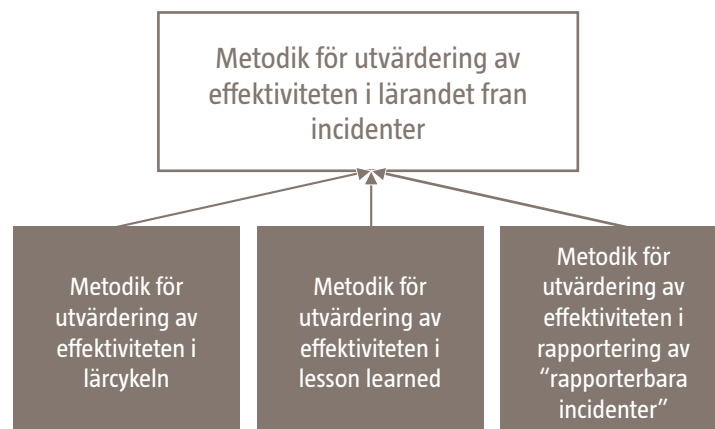 Metodik för utvärdering av
effektiviteten i lärandet fran
incidenter
Metodik för
utvärdering av
effektiviteten i
lärcykeln
Metodik för
utvärdering av
effektiviteten i
lesson learned
Metodik för
utvärdering av
effektiviteten i
rapportering av
”rapporterbara
incidenter”